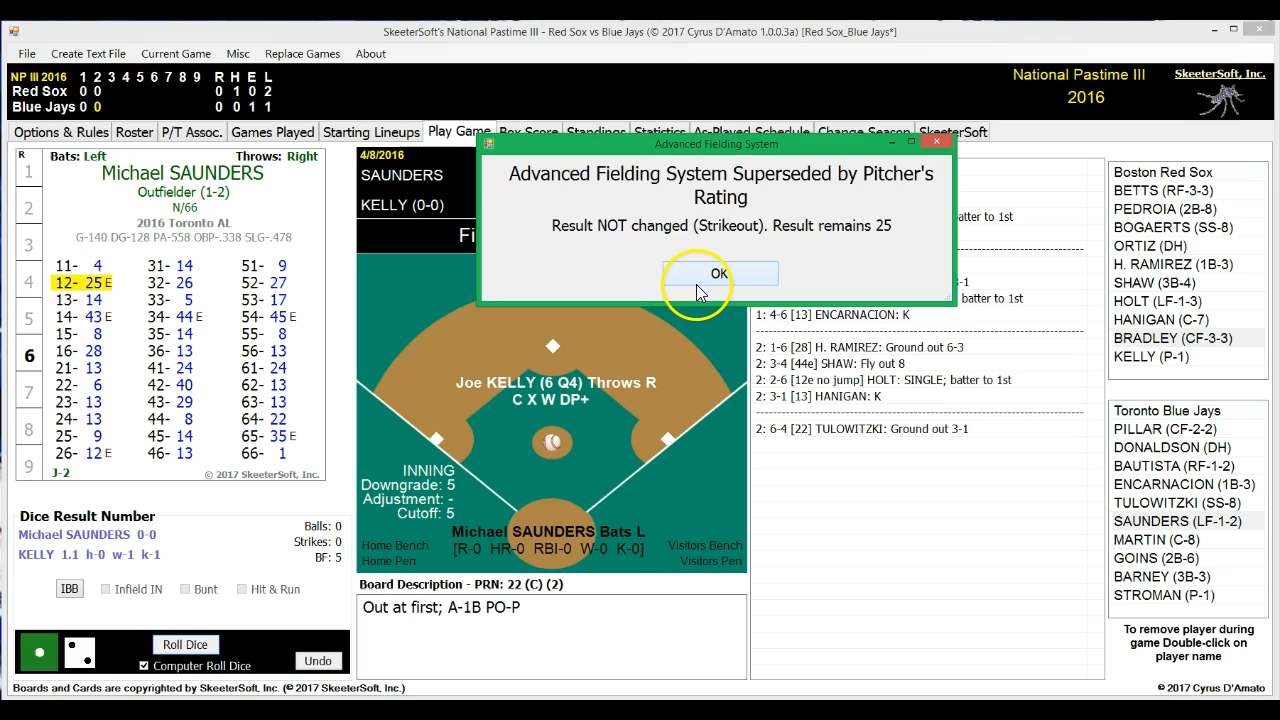 SkeeterSoft's National Pastime III - Red Sox vs Blue Jays (© 2017 Cyrus D'Amato 1.0.0.3a) [Red Sox_Blue Jays*]
File Create Text File Current Game Misc Replace Games About
NP III 2016 1 2 3 4 5 6 7 8 9 R H E L
Red Sox 0 0 0 1 0 2
Blue Jays 0 0 0 0 1 1
National Pastime III
2016
SkeeterSoft, Inc.
Options & Rules Roster P/T Assoc. Games Played Starting Lineups Play Game Box Score Standings Statistics As-Played Schedule Change Season SkeeterSoft
R
1
2
3
4
5
6
7
8
9
Bats: Left Throws: Right
Michael SAUNDERS
Outfielder (1-2)
N/66
2016 Toronto AL
G-140 DG-128 PA-558 OBP-.338 SLG-.478
11- 4 31- 14 51- 9
12- 25 E 32- 26 52- 27
13- 14 33- 5 53- 17
14- 43 E 34- 44 E 54- 45 E
15- 8 35- 14 55- 8
16- 28 36- 13 56- 13
21- 13 41- 24 61- 24
22- 6 42- 40 62- 13
23- 13 43- 29 63- 13
24- 13 44- 8 64- 22
25- 9 45- 14 65- 35 E
26- 12 E 46- 13 66- 1
J-2 © 2017 SkeeterSoft, Inc.
Dice Result Number
Michael SAUNDERS 0-0
KELLY 1.1 h-0 w-1 k-1
Balls: 0
Strikes: 0
BF: 5
IBB Infield IN Bunt Hit & Run
Roll Dice
Computer Roll Dice
Undo
Boards and Cards are copyrighted by SkeeterSoft, Inc. (© 2017 SkeeterSoft, Inc.)
4/8/2016
SAUNDERS
KELLY (0-0)
Fi
Advanced Fielding System
Advanced Fielding System Superseded by Pitcher's
Rating
Result NOT changed (Strikeout). Result remains 25
OK
Joe KELLY (6 Q4) Throws R
C X W DP+
INNING
Downgrade: 5
Adjustment: -
Cutoff: 5
Michael SAUNDERS Bats L
[R-0 HR-0 RBI-0 W-0 K-0]
Home Bench
Home Pen
Visitors Bench
Visitors Pen
Board Description - PRN: 22 (C) (2)
Out at first; A-1B PO-P
atter to 1st
-1
batter to 1st
1: 4-6 [13] ENCARNACION: K
2: 1-6 [28] H. RAMIREZ: Ground out 6-3
2: 3-4 [44e] SHAW: Fly out 8
2: 2-6 [12e no jump] HOLT: SINGLE; batter to 1st
2: 3-1 [13] HANIGAN: K
2: 6-4 [22] TULOWITZKI: Ground out 3-1
Boston Red Sox
BETTS (RF-3-3)
PEDROIA (2B-8)
BOGAERTS (SS-8)
ORTIZ (DH)
H. RAMIREZ (1B-3)
SHAW (3B-4)
HOLT (LF-1-3)
HANIGAN (C-7)
BRADLEY (CF-3-3)
KELLY (P-1)
Toronto Blue Jays
PILLAR (CF-2-2)
DONALDSON (DH)
BAUTISTA (RF-1-2)
ENCARNACION (1B-3)
TULOWITZKI (SS-8)
SAUNDERS (LF-1-2)
MARTIN (C-8)
GOINS (2B-6)
BARNEY (3B-3)
STROMAN (P-1)
To remove player during
game Double-click on
player name
© 2017 Cyrus D'Amato